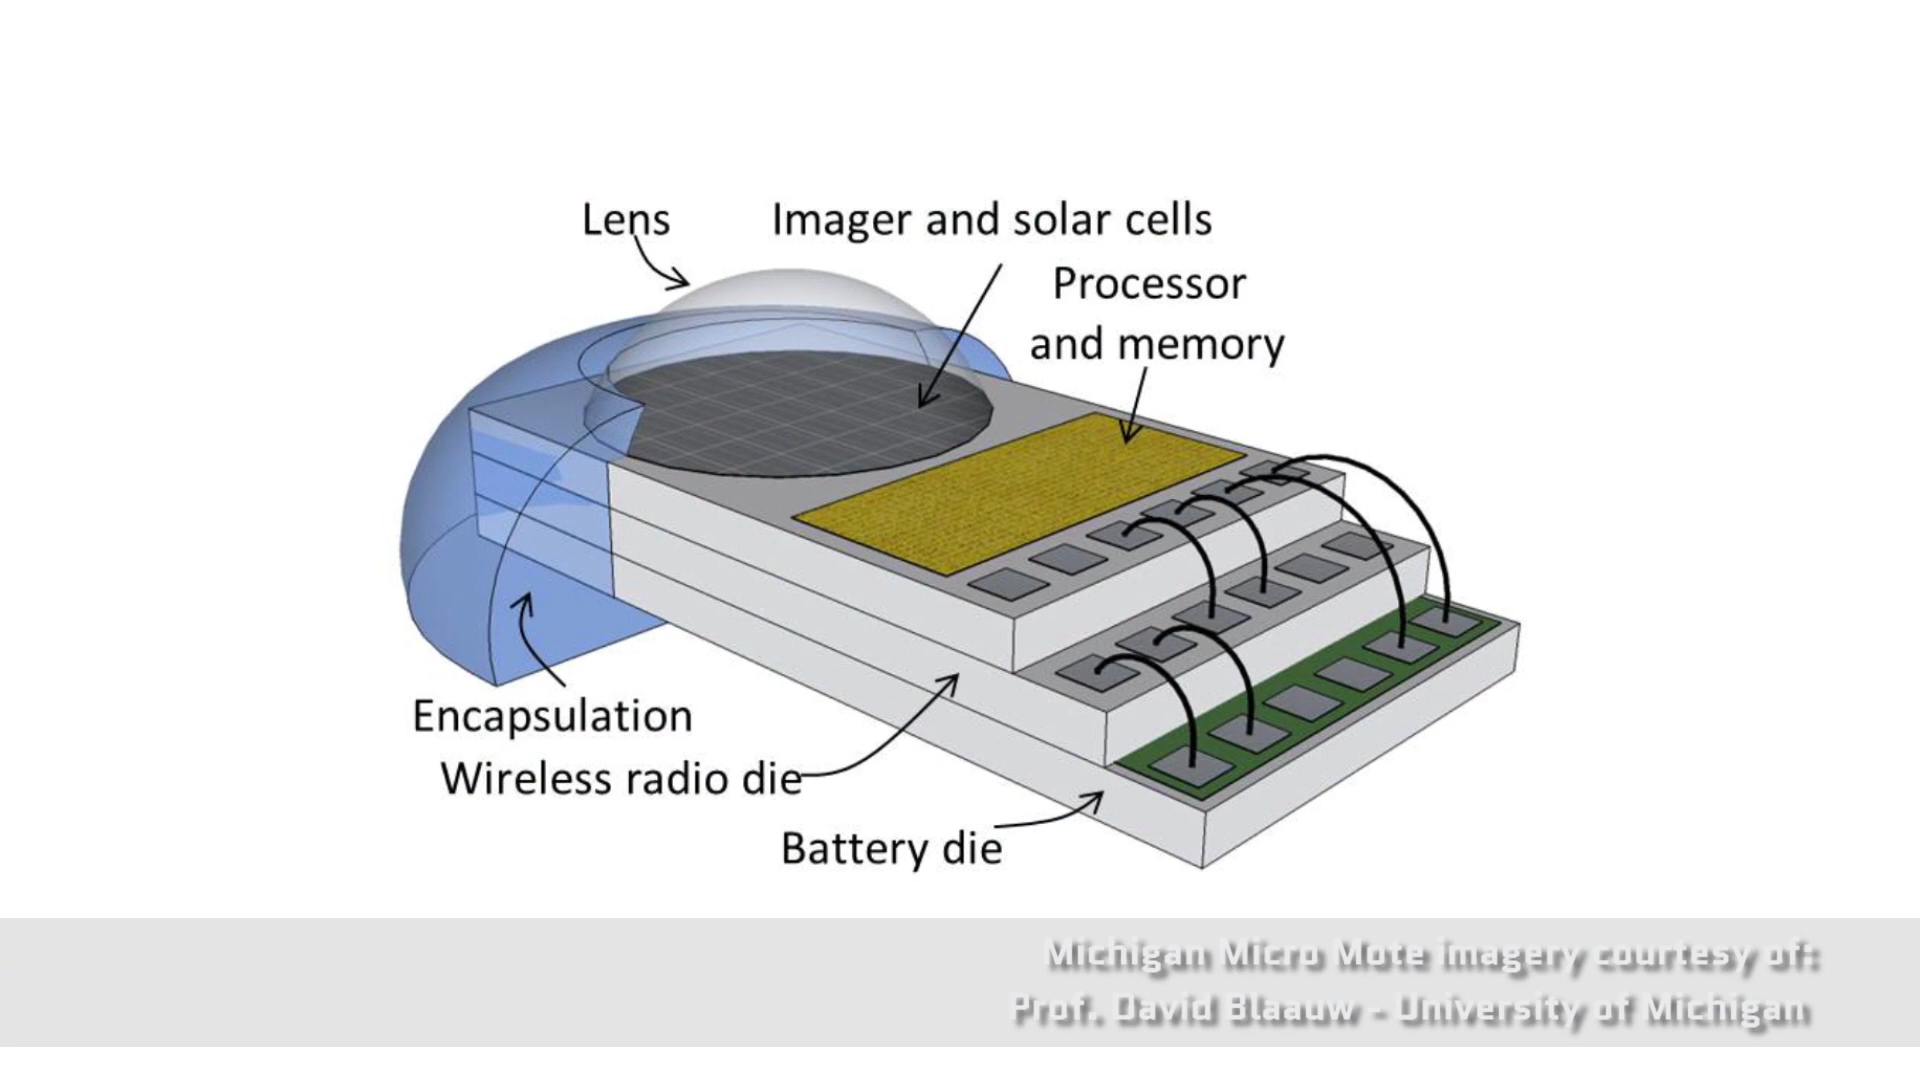 Lens
Imager and solar cells
Processor
and memory
Encapsulation
Wireless radio die
Battery die
Michigan Micro Mote imagery courtesy of:
Prof. David Blaauw - University of Michigan